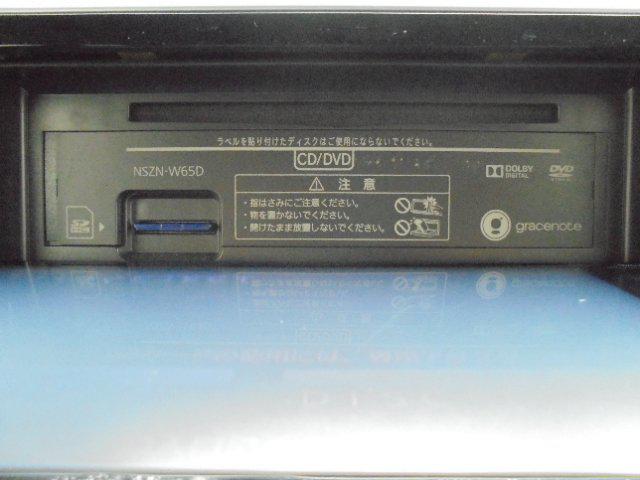 ラベルを貼り付けたディスクはご使用にならないでください。
CD/DVD
NSZN-W65D
DOLBY
DIGITAL
DVD
⚠ 注 意
・指はさみにご注意ください。
・物を置かないでください。
・開けたまま放置しないでください。
gracenote